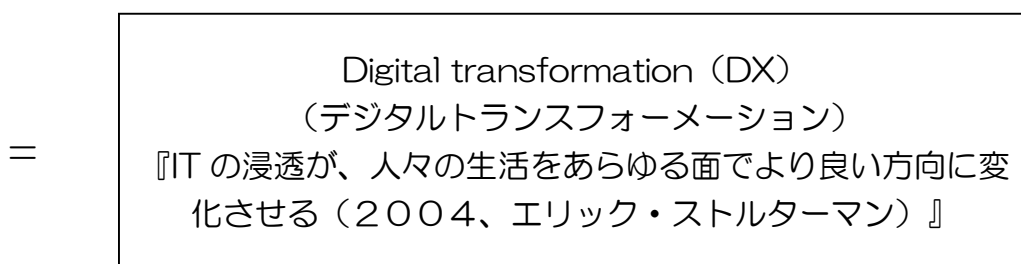 ＝
Digital transformation（DX）
（デジタルトランスフォーメーション）
『IT の浸透が、人々の生活をあらゆる面でより良い方向に変
化させる（２００４、エリック・ストルターマン）』